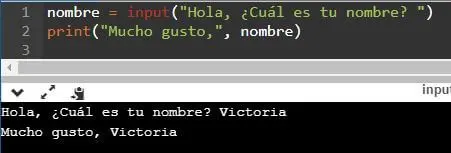 1 nombre = input("Hola, ¿Cuál es tu nombre? ")
2 print("Mucho gusto,", nombre)
3
input
Hola, ¿Cuál es tu nombre? Victoria
Mucho gusto, Victoria